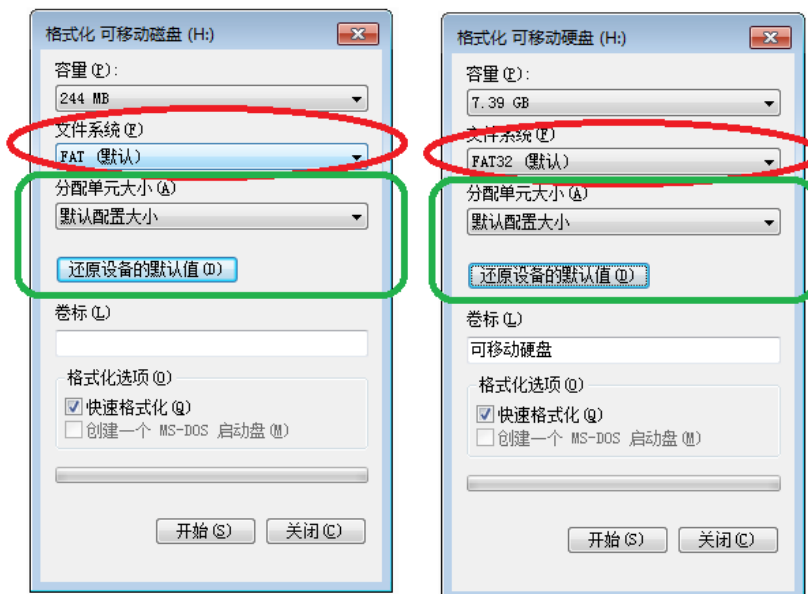 格式化 可移动磁盘 (H:)
容量(P):
244 MB
文件系统(F)
FAT (默认)
分配单元大小(A)
默认配置大小
还原设备的默认值(D)
卷标(L)
格式化选项(O)
快速格式化(Q)
创建一个 MS-DOS 启动盘(M)
开始(S)
关闭(C)
格式化 可移动硬盘 (H:)
容量(P):
7.39 GB
文件系统(F)
FAT32 (默认)
分配单元大小(A)
默认配置大小
还原设备的默认值(D)
卷标(L)
可移动硬盘
格式化选项(O)
快速格式化(Q)
创建一个 MS-DOS 启动盘(M)
开始(S)
关闭(C)